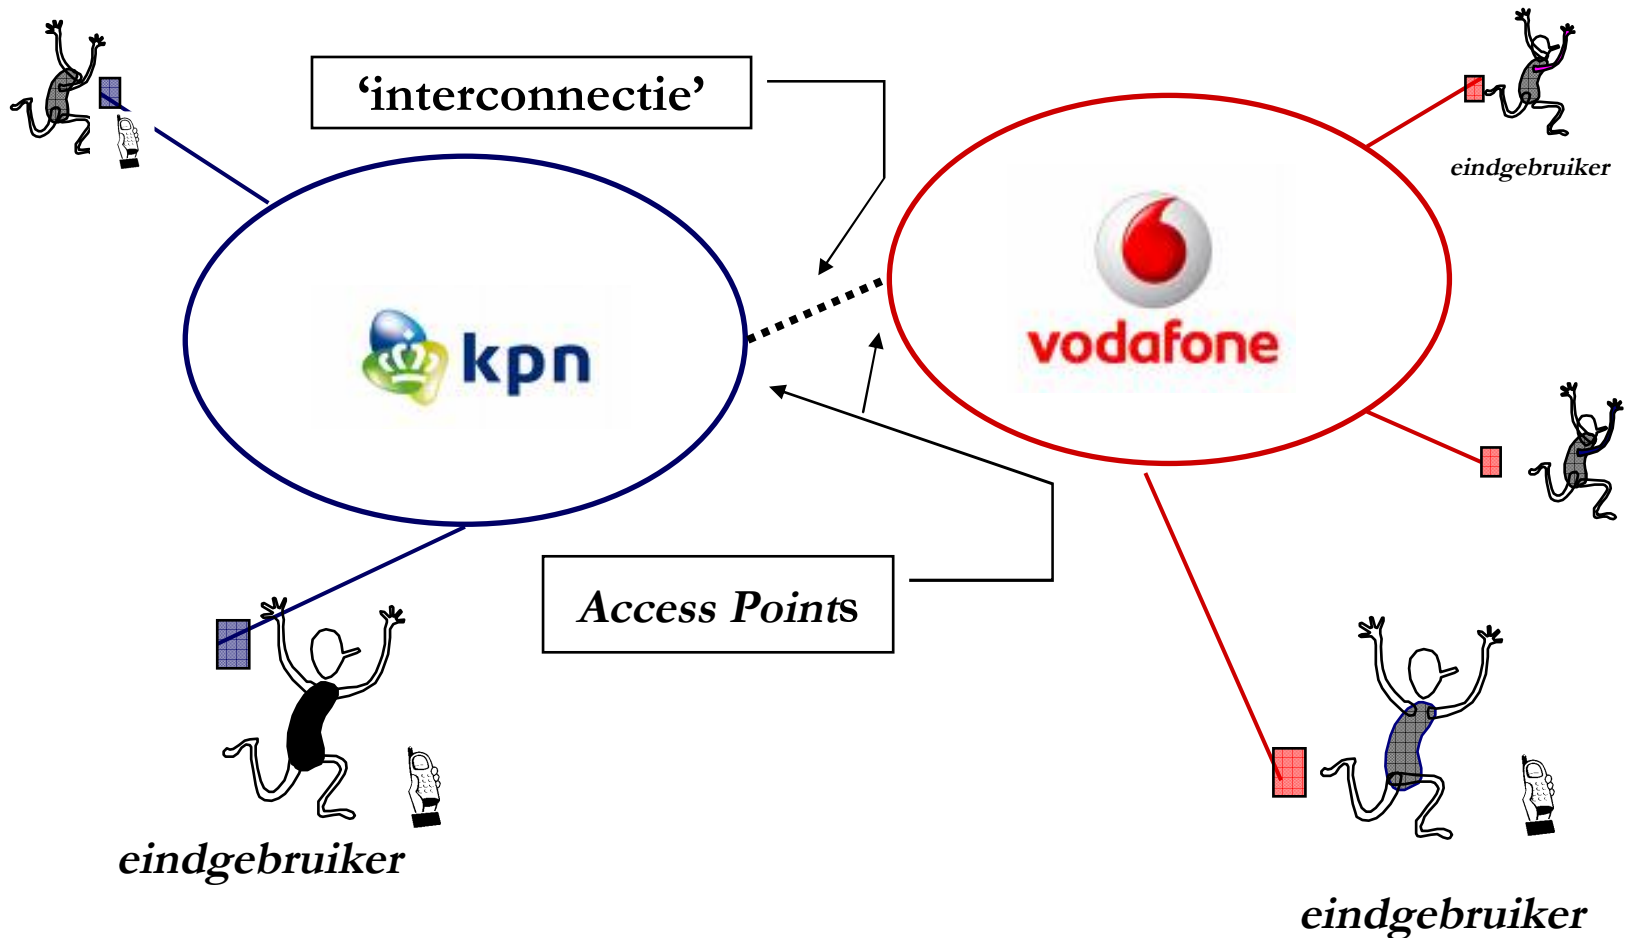 ‘interconnectie’
eindgebruiker
kpn
vodafone
Access Points
eindgebruiker
eindgebruiker